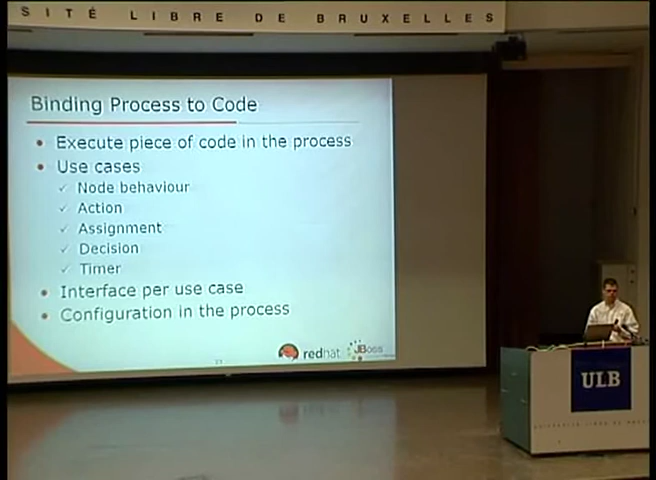 SITÉ LIBRE DE BRUXELLES
Binding Process to Code
Execute piece of code in the process
Use cases
Node behaviour
Action
Assignment
Decision
Timer
Interface per use case
Configuration in the process
redhat JBoss
ULB